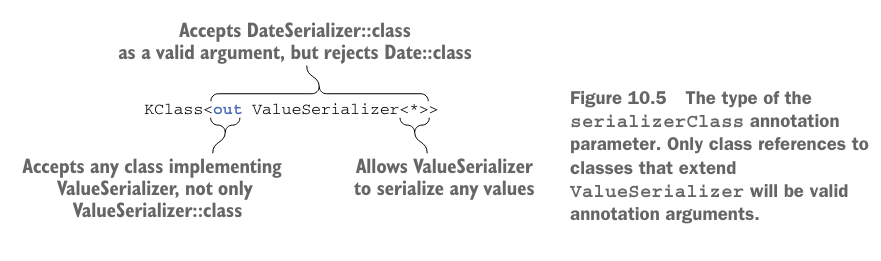 Accepts DateSerializer::class
as a valid argument, but rejects Date::class
KClass<out ValueSerializer<*>>
Accepts any class implementing
ValueSerializer, not only
ValueSerializer::class
Allows ValueSerializer
to serialize any values
Figure 10.5 The type of the
serializerClass annotation
parameter. Only class references to
classes that extend
ValueSerializer will be valid
annotation arguments.